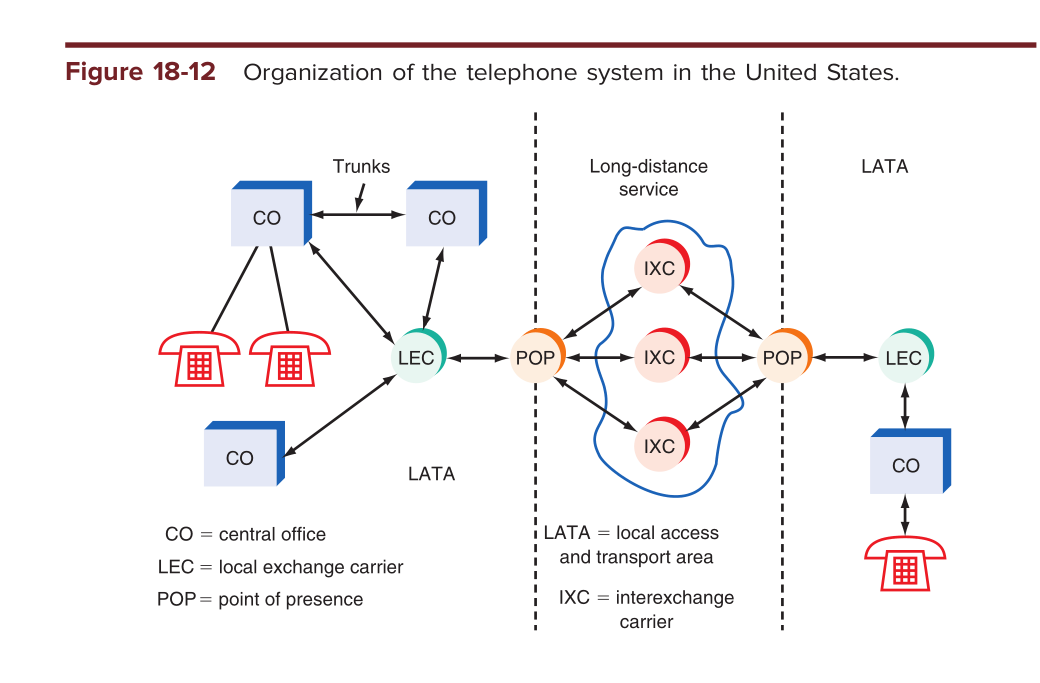 Figure 18-12 Organization of the telephone system in the United States.
Trunks
Long-distance
service
LATA
CO
CO
IXC
LEC
POP
IXC
POP
LEC
IXC
CO
LATA
CO
CO = central office
LEC = local exchange carrier
POP = point of presence
LATA = local access
and transport area
IXC = interexchange
carrier